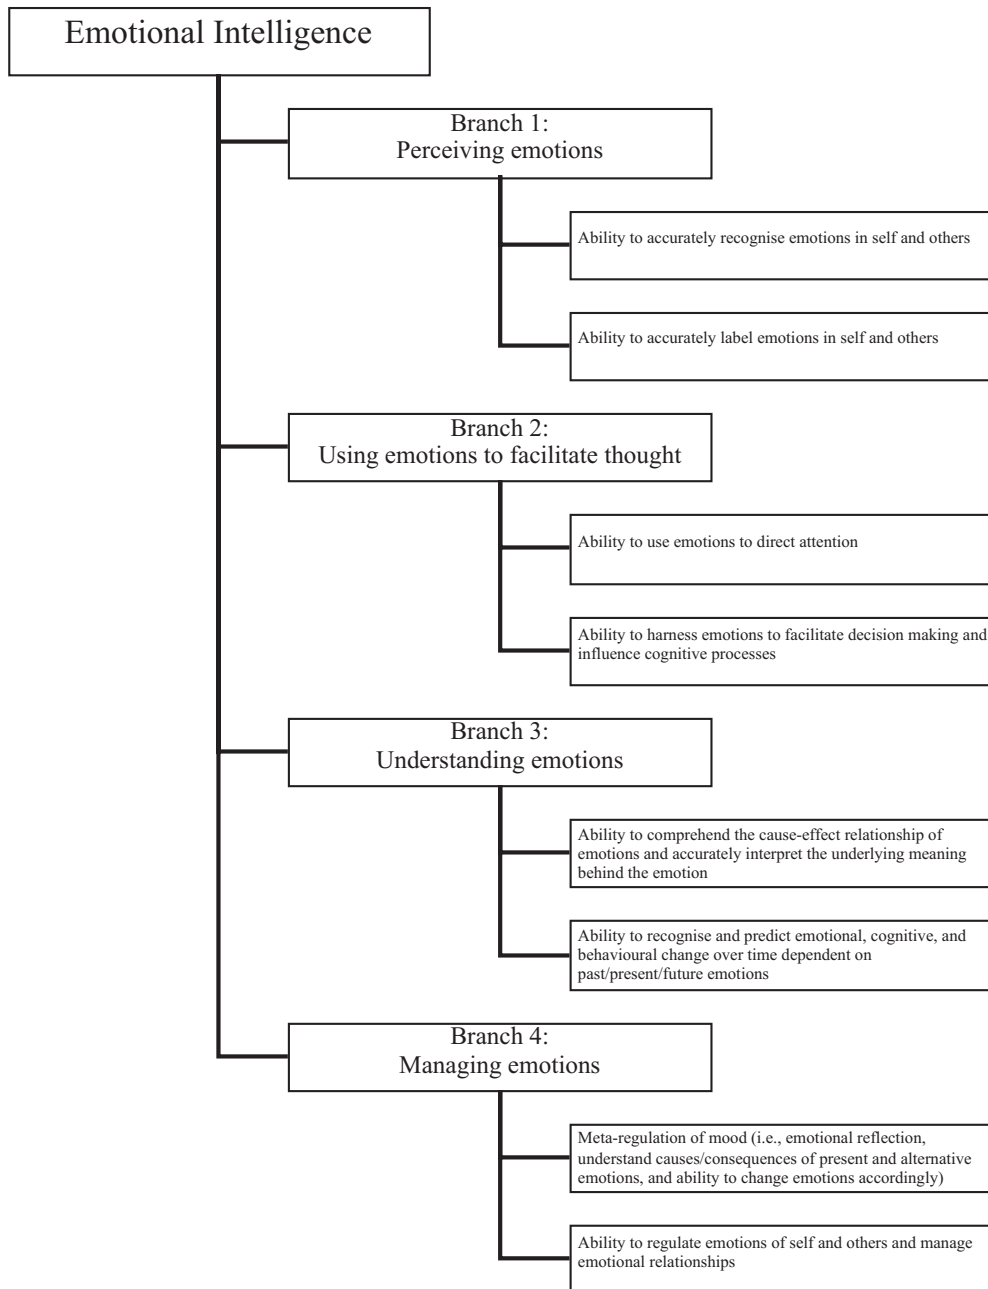 Emotional Intelligence
Branch 1:
Perceiving emotions
Ability to accurately recognise emotions in self and others
Ability to accurately label emotions in self and others
Branch 2:
Using emotions to facilitate thought
Ability to use emotions to direct attention
Ability to harness emotions to facilitate decision making and
influence cognitive processes
Branch 3:
Understanding emotions
Ability to comprehend the cause-effect relationship of
emotions and accurately interpret the underlying meaning
behind the emotion
Ability to recognise and predict emotional, cognitive, and
behavioural change over time dependent on
past/present/future emotions
Branch 4:
Managing emotions
Meta-regulation of mood (i.e., emotional reflection,
understand causes/consequences of present and alternative
emotions, and ability to change emotions accordingly)
Ability to regulate emotions of self and others and manage
emotional relationships